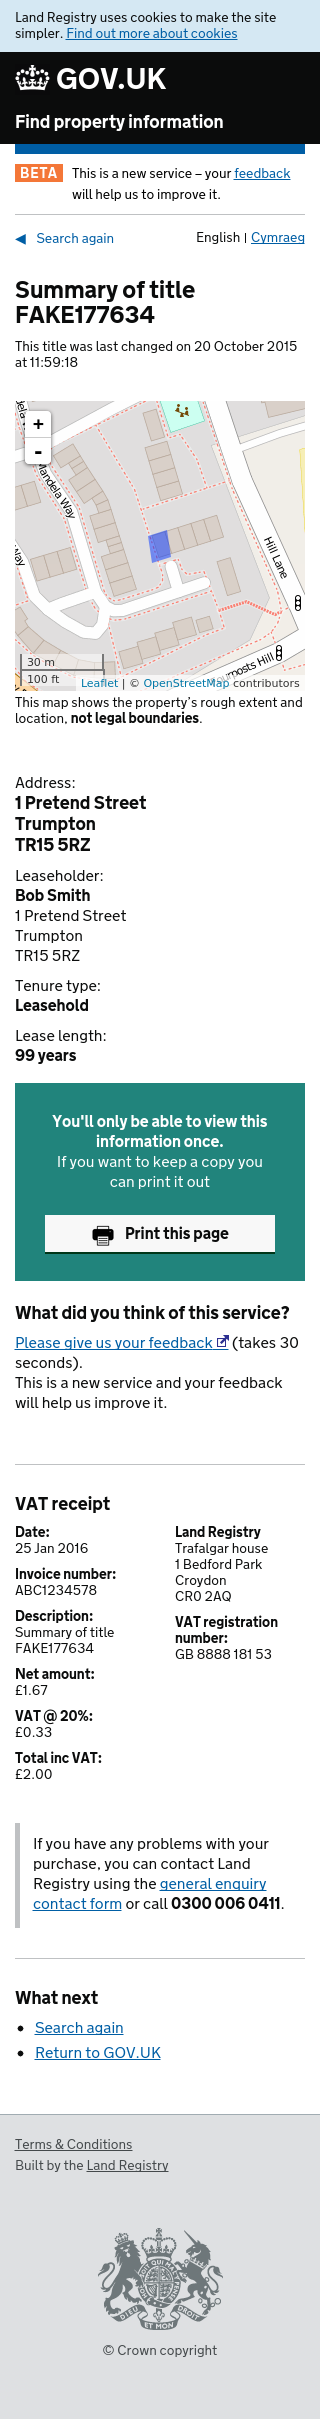 Land Registry uses cookies to make the site
simpler. Find out more about cookies
GOV.UK
Find property information
BETA
This is a new service – your feedback
will help us to improve it.
◀ Search again
English | Cymraeg
Summary of title
FAKE177634
This title was last changed on 20 October 2015
at 11:59:18
+
-
Mandela Way
Hill Lane
30 m
100 ft
Leaflet | © OpenStreetMap contributors
This map shows the property's rough extent and
location, not legal boundaries.
Address:
1 Pretend Street
Trumpton
TR15 5RZ
Leaseholder:
Bob Smith
1 Pretend Street
Trumpton
TR15 5RZ
Tenure type:
Leasehold
Lease length:
99 years
You'll only be able to view this
information once.
If you want to keep a copy you
can print it out
Print this page
What did you think of this service?
Please give us your feedback (takes 30
seconds).
This is a new service and your feedback
will help us improve it.
VAT receipt
Date:
25 Jan 2016
Invoice number:
ABC1234578
Description:
Summary of title
FAKE177634
Net amount:
£1.67
VAT @ 20%:
£0.33
Total inc VAT:
£2.00
Land Registry
Trafalgar house
1 Bedford Park
Croydon
CR0 2AQ
VAT registration
number:
GB 8888 181 53
If you have any problems with your
purchase, you can contact Land
Registry using the general enquiry
contact form or call 0300 006 0411.
What next
• Search again
• Return to GOV.UK
Terms & Conditions
Built by the Land Registry
DIEU ET MON DROIT
© Crown copyright